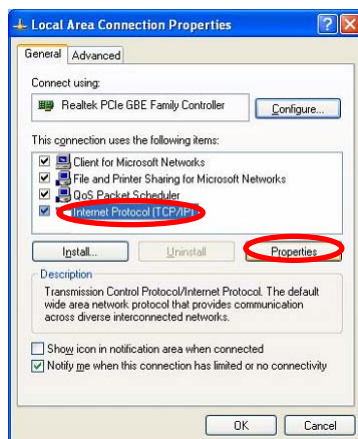 Local Area Connection Properties
General Advanced
Connect using:
Realtek PCIe GBE Family Controller Configure...
This connection uses the following items:
Client for Microsoft Networks
File and Printer Sharing for Microsoft Networks
QoS Packet Scheduler
Internet Protocol (TCP/IP)
Install... Uninstall Properties
Description
Transmission Control Protocol/Internet Protocol. The default
wide area network protocol that provides communication
across diverse interconnected networks.
Show icon in notification area when connected
Notify me when this connection has limited or no connectivity
OK Cancel